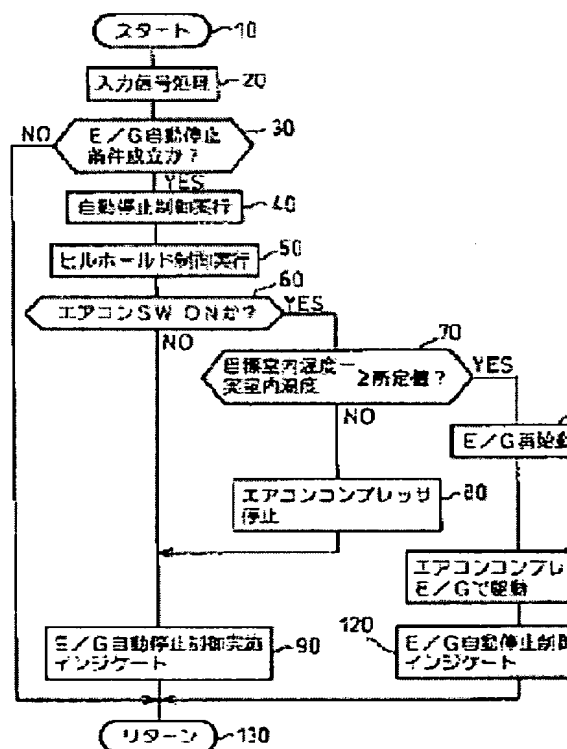 スタート 10
入力信号処理 20
NO
E/G自動停止
条件成立か?
30
YES
自動停止制御実行 40
ヒルホールド制御実行 50
エアコンSW ONか?
60
YES
NO
目標室内温度ー
実室内温度
≧所定値?
70
YES
NO
E/G再始動
エアコンコンプレッサ
停止
80
エアコンコンプレ
E/Gで駆動
E/G自動停止制御実施
インジケート
90
120
E/G自動停止制御
インジケート
リターン 130